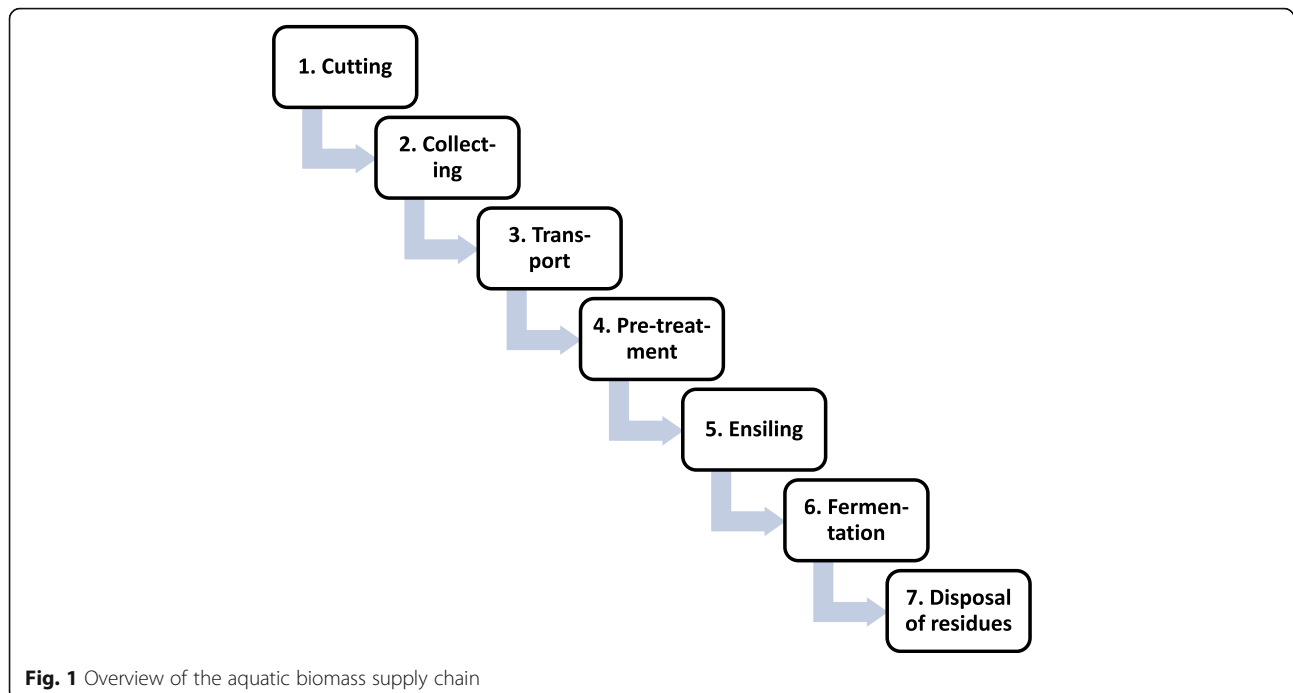 1. Cutting
2. Collect-
ing
3. Trans-
port
4. Pre-treat-
ment
5. Ensiling
6. Fermen-
tation
7. Disposal
of residues
Fig. 1 Overview of the aquatic biomass supply chain